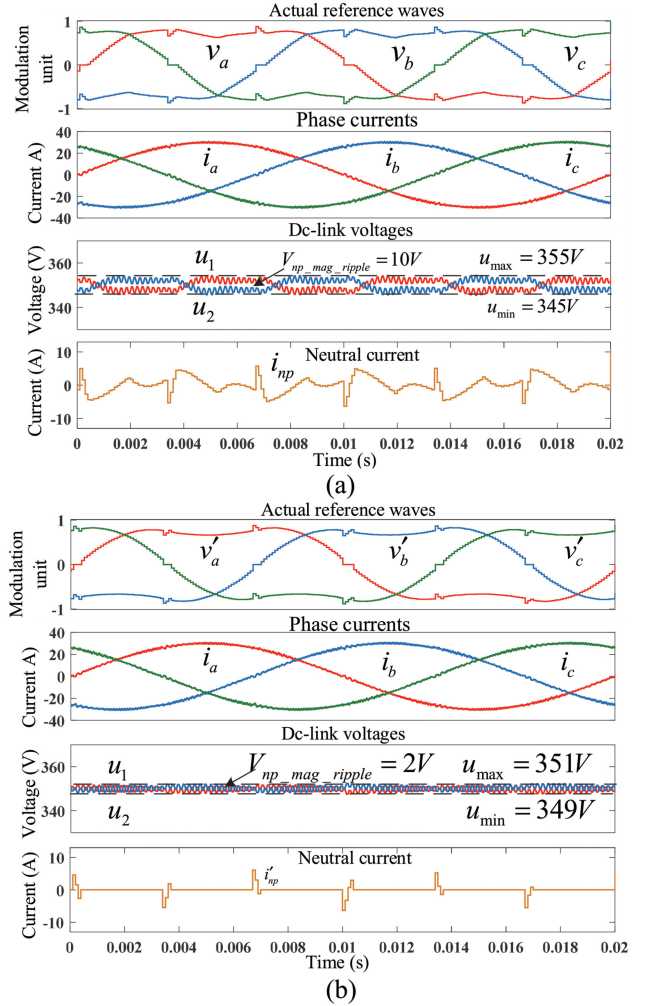 Actual reference waves
Modulation
unit
1
0
-1
v_a
v_b
v_c
Phase currents
Current A)
40
20
0
-20
-40
i_a
i_b
i_c
Dc-link voltages
Voltage (V)
360
340
u_1
V_np_mag_ripple = 10V
u_max = 355V
u_2
u_min = 345V
Neutral current
Current (A)
10
0
-10
i_np
0 0.002 0.004 0.006 0.008 0.01 0.012 0.014 0.016 0.018 0.02
Time (s)
(a)
Actual reference waves
Modulation
unit
1
0
-1
v'_a
v'_b
v'_c
Phase currents
Current A)
40
20
0
-20
-40
i_a
i_b
i_c
Dc-link voltages
Voltage (V)
360
340
u_1
V_np_mag_ripple = 2V
u_max = 351V
u_2
u_min = 349V
Neutral current
Current (A)
10
0
-10
i'_np
0 0.002 0.004 0.006 0.008 0.01 0.012 0.014 0.016 0.018 0.02
Time (s)
(b)